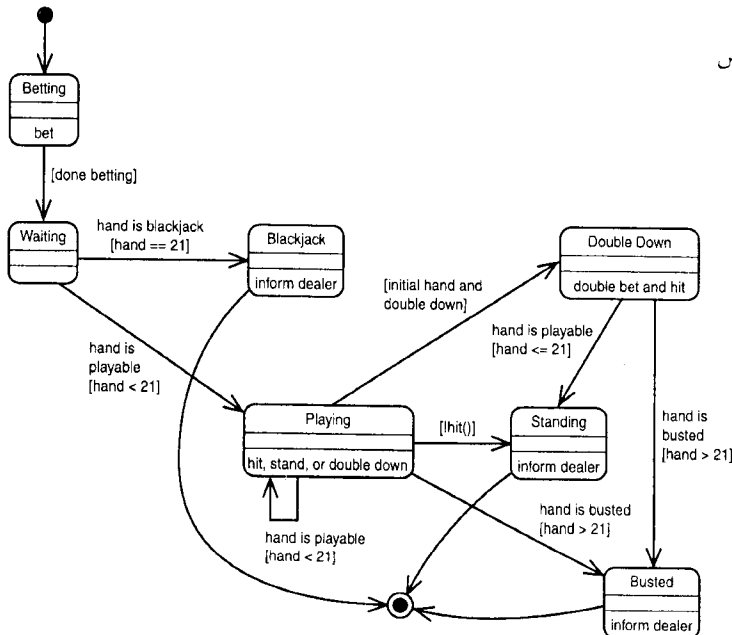 Betting
bet
[done betting]
Waiting
hand is blackjack
[hand == 21]
Blackjack
inform dealer
Double Down
double bet and hit
[initial hand and
double down]
hand is
playable
[hand < 21]
hand is playable
[hand <= 21]
Playing
hit, stand, or double down
[!hit()]
Standing
inform dealer
hand is
busted
[hand > 21]
hand is playable
[hand < 21]
hand is busted
[hand > 21]
Busted
inform dealer